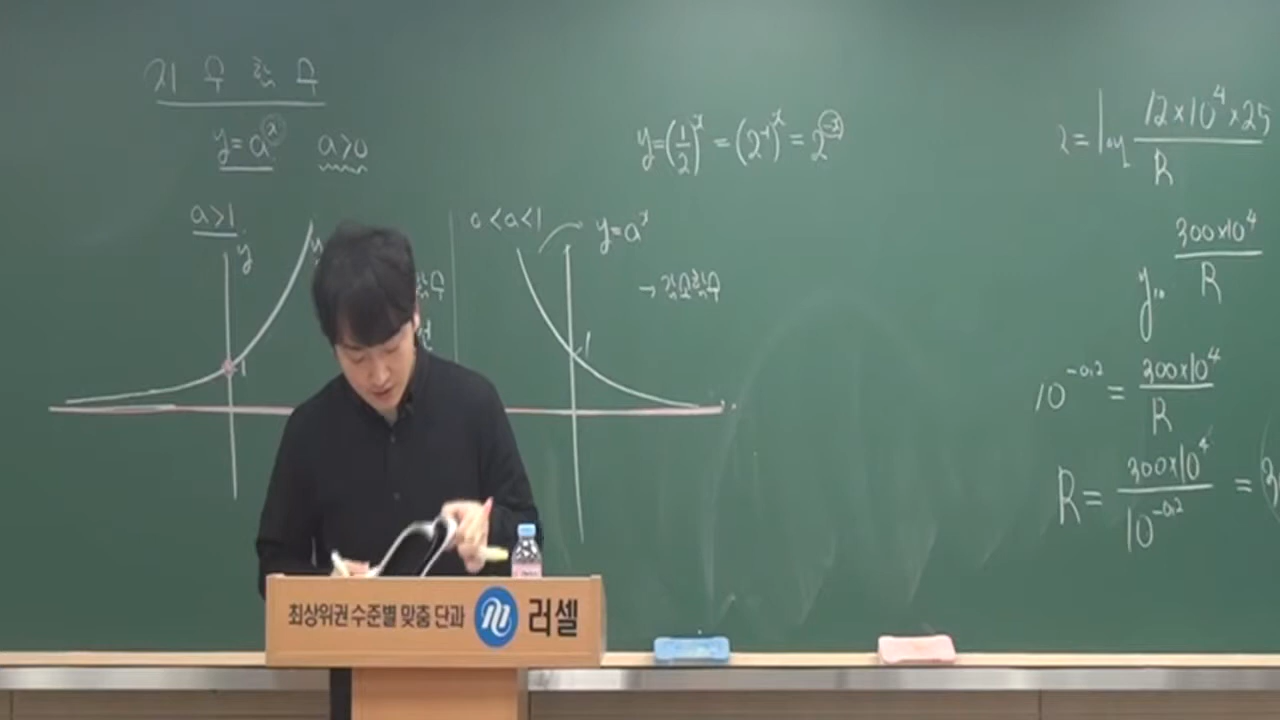 지수함수
y=a^x a>0
a>1
y
1
0<a<1
y=a^x
→ 감소함수
1
y=(1/2)^x = (2^-1)^x = 2^-x
2=log 12×10^4×25/R
300×10^4/R
10^-0.2 = 300×10^4/R
R= 300×10^4/10^-0.2 =
최상위권 수준별 맞춤 단과 러셀